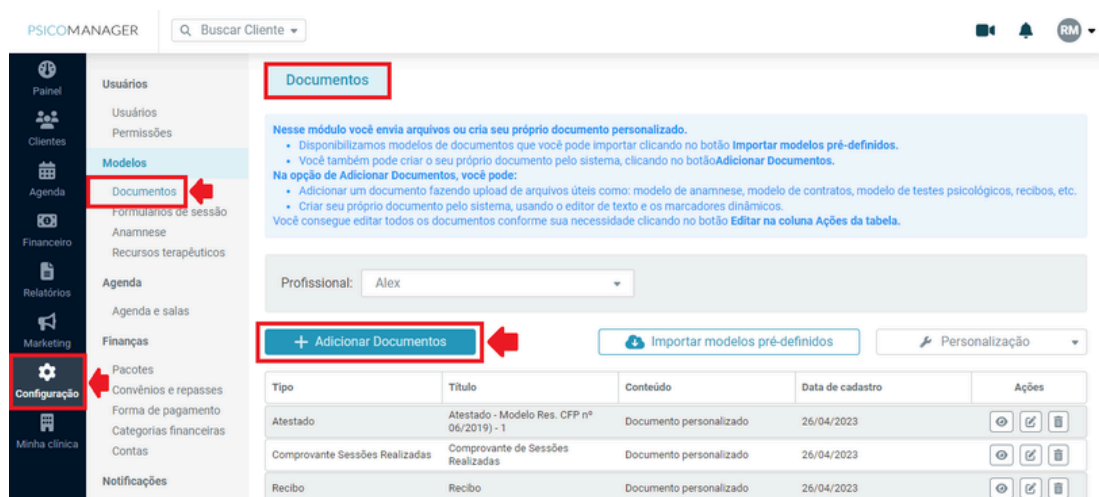 PSICOMANAGER
Buscar Cliente
RM
Painel
Clientes
Agenda
Financeiro
Relatórios
Marketing
Configuração
Minha clínica
Usuários
Usuários
Permissões
Modelos
Documentos
Formulários de sessão
Anamnese
Recursos terapêuticos
Agenda
Agenda e salas
Finanças
Pacotes
Convênios e repasses
Forma de pagamento
Categorias financeiras
Contas
Notificações
Documentos
Nesse módulo você envia arquivos ou cria seu próprio documento personalizado.
• Disponibilizamos modelos de documentos que você pode importar clicando no botão Importar modelos pré-definidos.
• Você também pode criar o seu próprio documento pelo sistema, clicando no botãoAdicionar Documentos.
Na opção de Adicionar Documentos, você pode:
• Adicionar um documento fazendo upload de arquivos úteis como: modelo de anamnese, modelo de contratos, modelo de testes psicológicos, recibos, etc.
• Criar seu próprio documento pelo sistema, usando o editor de texto e os marcadores dinâmicos.
Você consegue editar todos os documentos conforme sua necessidade clicando no botão Editar na coluna Ações da tabela.
Profissional: Alex
+ Adicionar Documentos
Importar modelos pré-definidos
Personalização
Tipo Título Conteúdo Data de cadastro Ações
Atestado Atestado - Modelo Res. CFP nº 06/2019) - 1 Documento personalizado 26/04/2023
Comprovante Sessões Realizadas Comprovante de Sessões Realizadas Documento personalizado 26/04/2023
Recibo Recibo Documento personalizado 26/04/2023